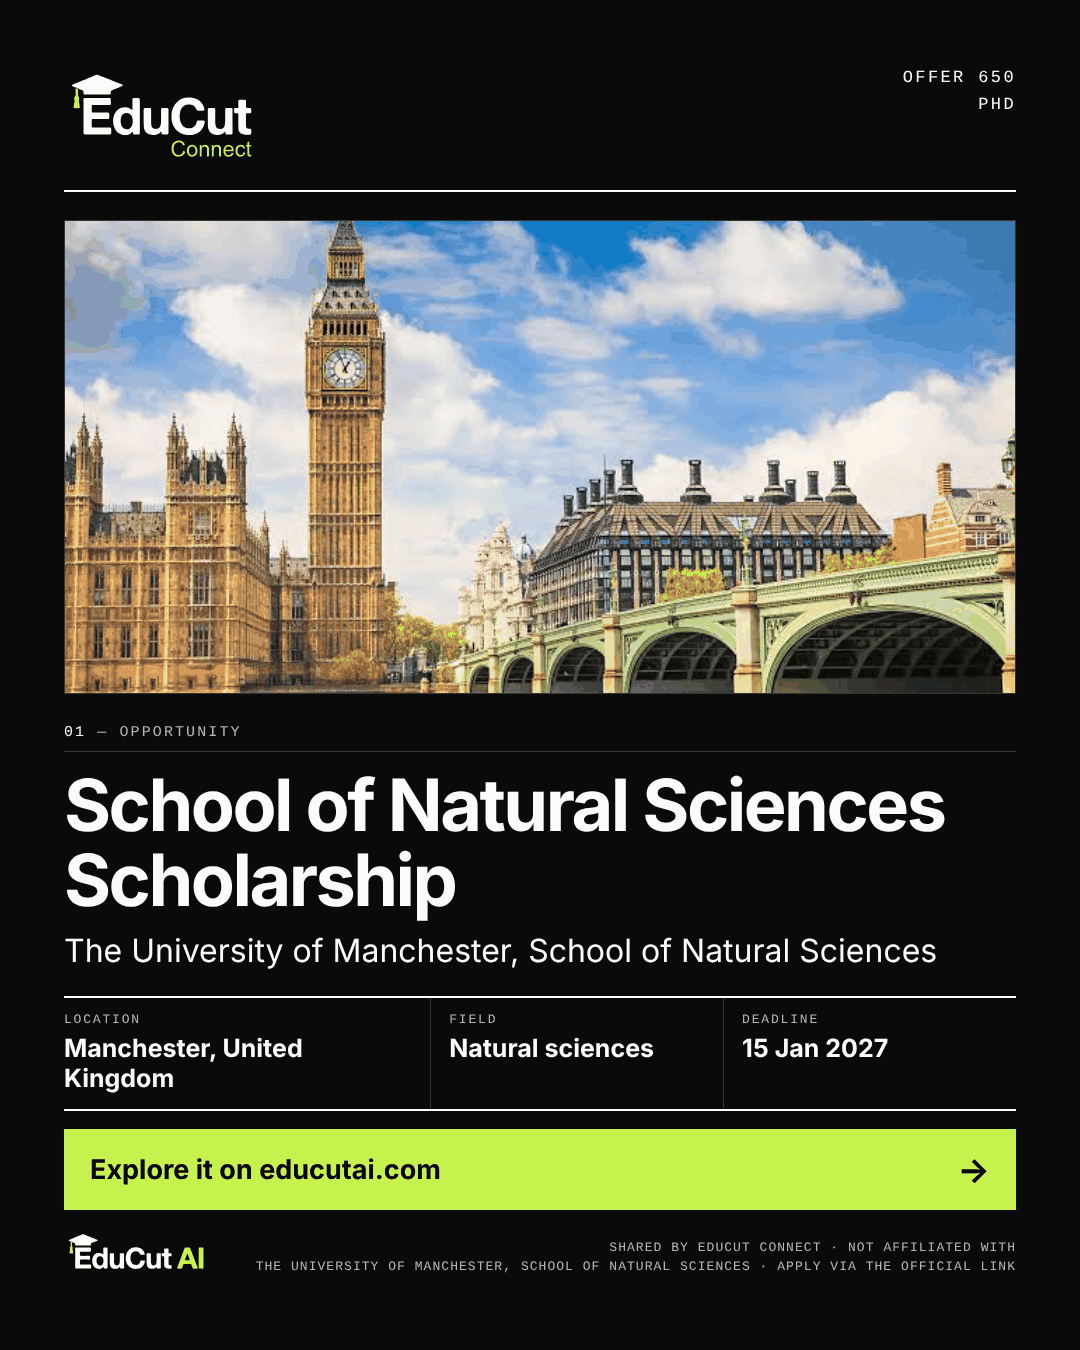 EduCut
Connect
OFFER 650
PHD
01 — OPPORTUNITY
School of Natural Sciences
Scholarship
The University of Manchester, School of Natural Sciences
LOCATION
Manchester, United
Kingdom
FIELD
Natural sciences
DEADLINE
15 Jan 2027
Explore it on educutai.com →
EduCut AI
SHARED BY EDUCUT CONNECT · NOT AFFILIATED WITH
THE UNIVERSITY OF MANCHESTER, SCHOOL OF NATURAL SCIENCES · APPLY VIA THE OFFICIAL LINK